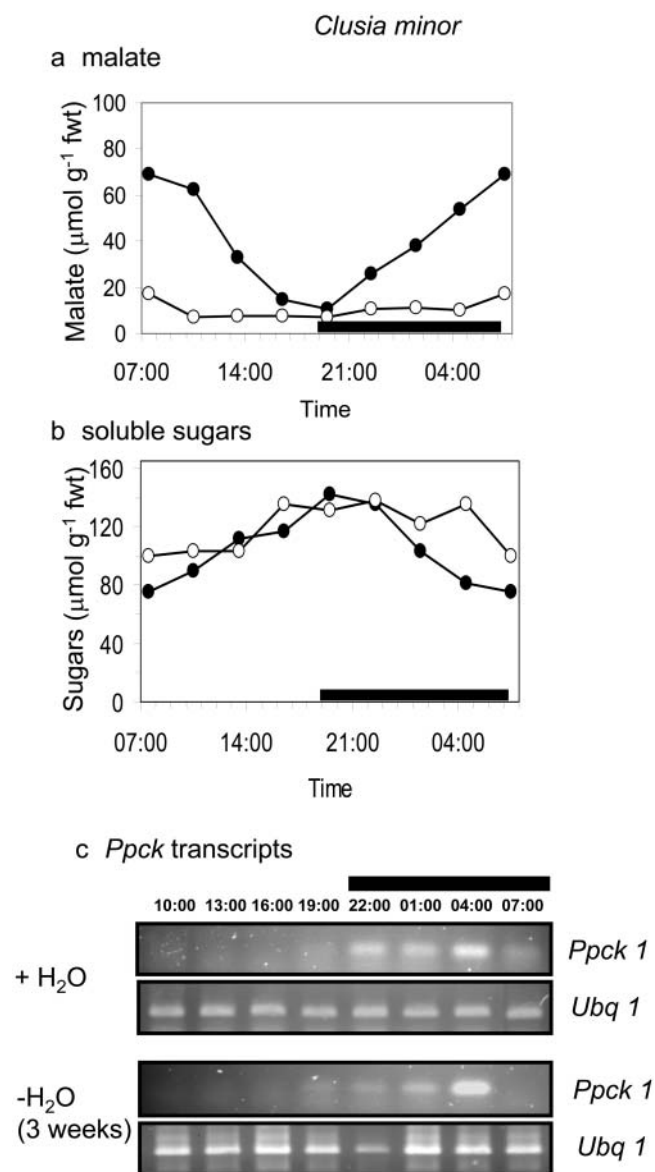 Clusia minor
a malate
Malate (μmol g⁻¹ fwt)
100
80
60
40
20
0
07:00 14:00 21:00 04:00
Time
b soluble sugars
Sugars (μmol g⁻¹ fwt)
160
120
80
40
0
07:00 14:00 21:00 04:00
Time
c Ppck transcripts
10:00 13:00 16:00 19:00 22:00 01:00 04:00 07:00
+ H₂O
Ppck 1
Ubq 1
-H₂O
(3 weeks)
Ppck 1
Ubq 1